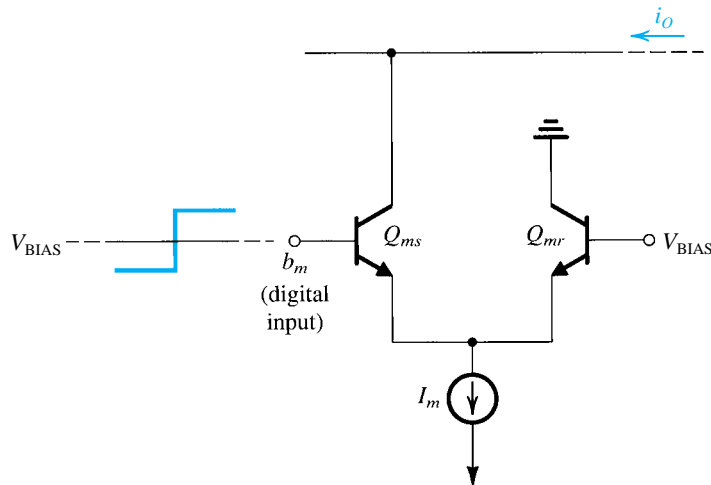 i_O
Q_ms
Q_mr
V_BIAS
b_m
V_BIAS
(digital
input)
I_m